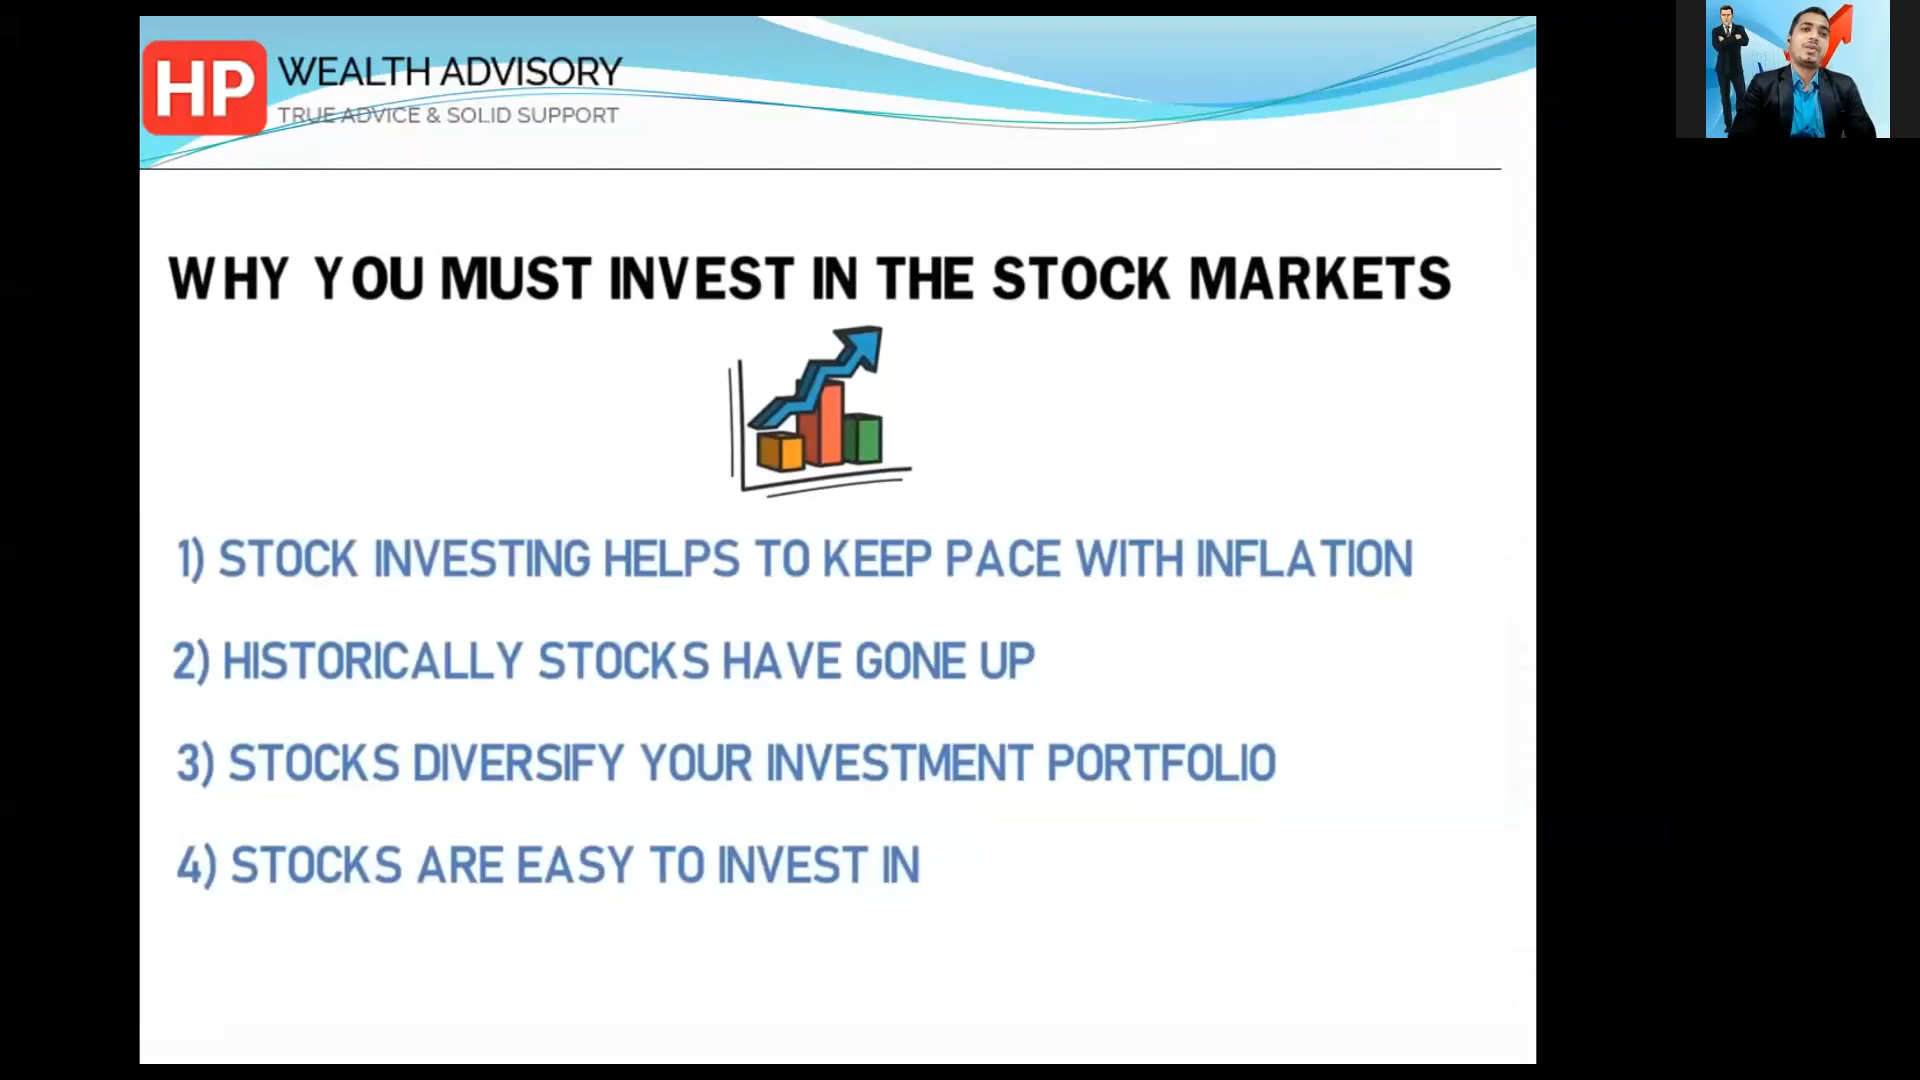 HP WEALTH ADVISORY
TRUE ADVICE & SOLID SUPPORT
WHY YOU MUST INVEST IN THE STOCK MARKETS
1) STOCK INVESTING HELPS TO KEEP PACE WITH INFLATION
2) HISTORICALLY STOCKS HAVE GONE UP
3) STOCKS DIVERSIFY YOUR INVESTMENT PORTFOLIO
4) STOCKS ARE EASY TO INVEST IN